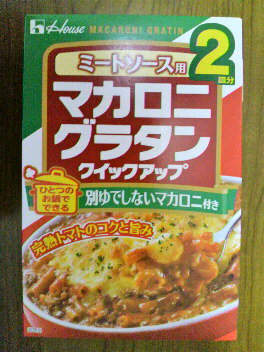 House MACARONI GRATIN
ミートソース用
2
皿分
マカロニ
グラタン
クイックアップ
ひとつの
お鍋で
できる
別ゆでしないマカロニ付き
完熟トマトのコクと旨み